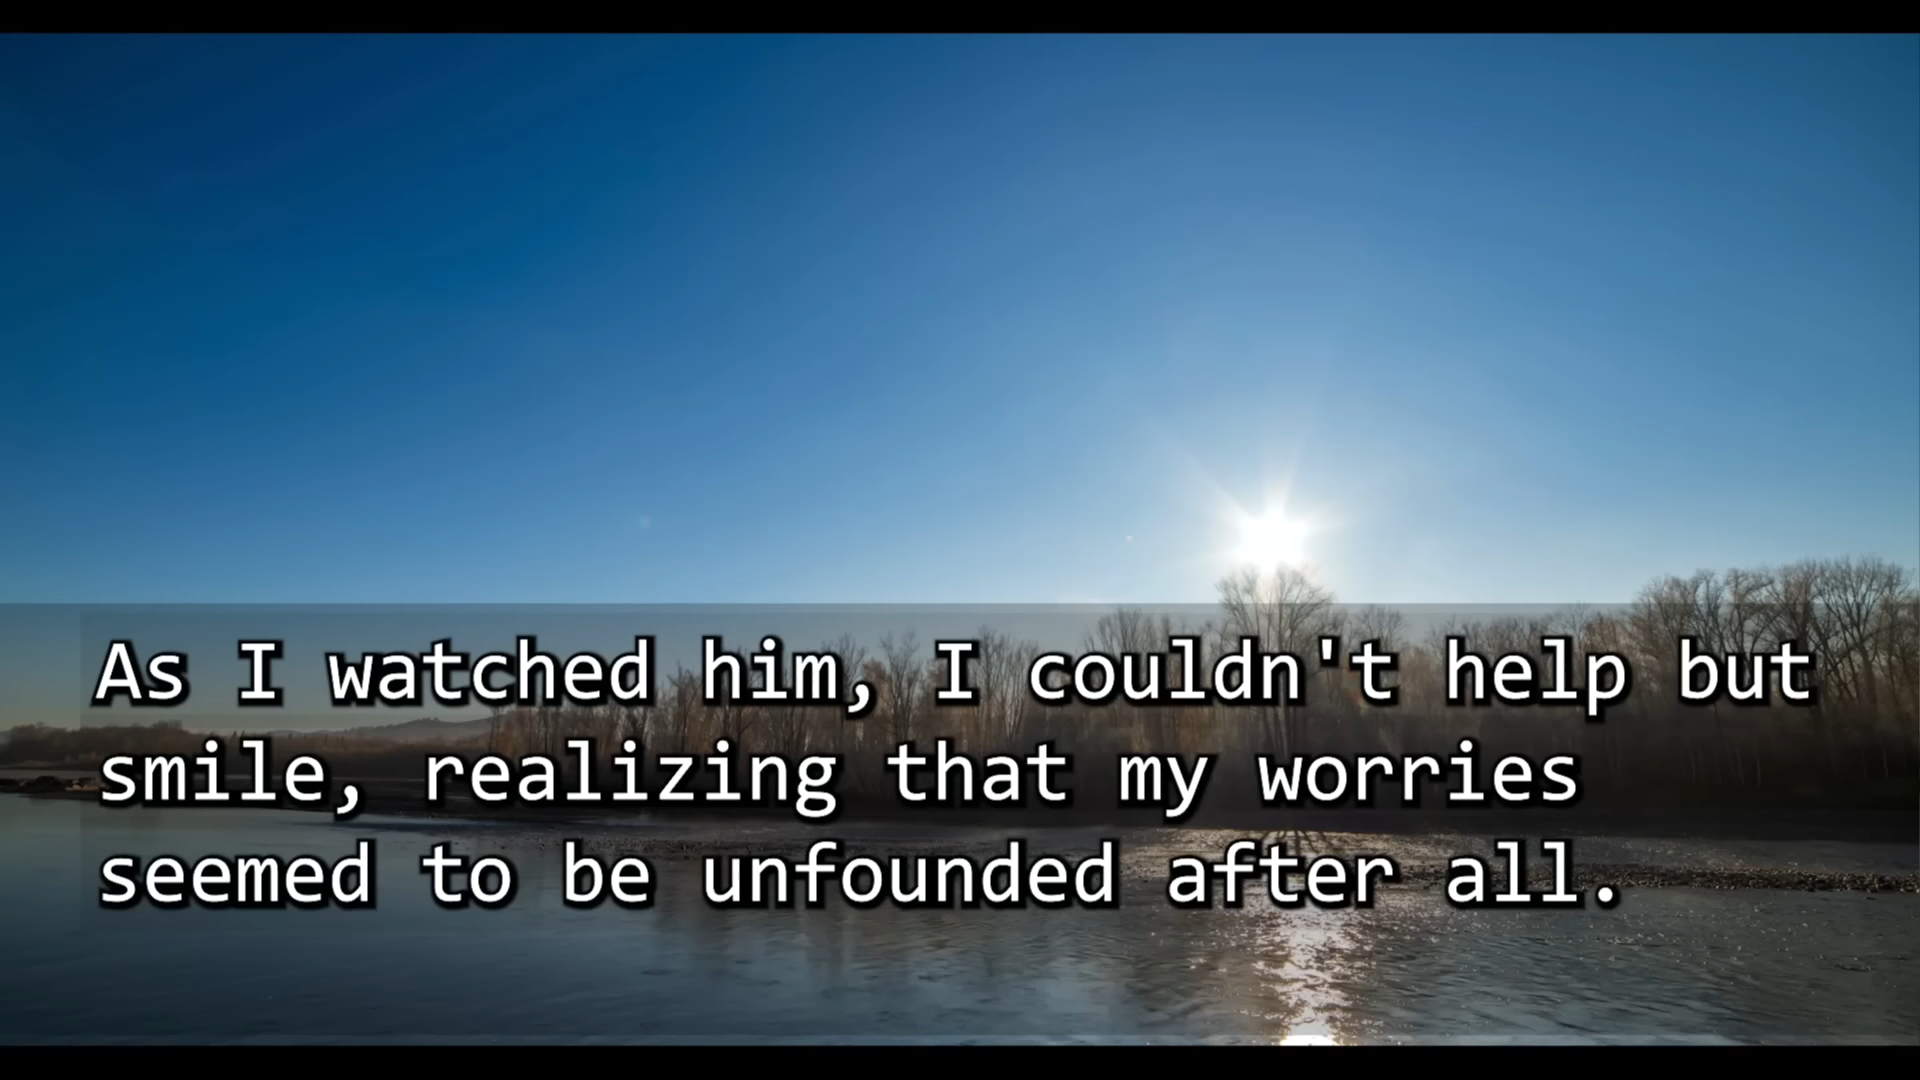 As I watched him, I couldn't help but
smile, realizing that my worries
seemed to be unfounded after all.